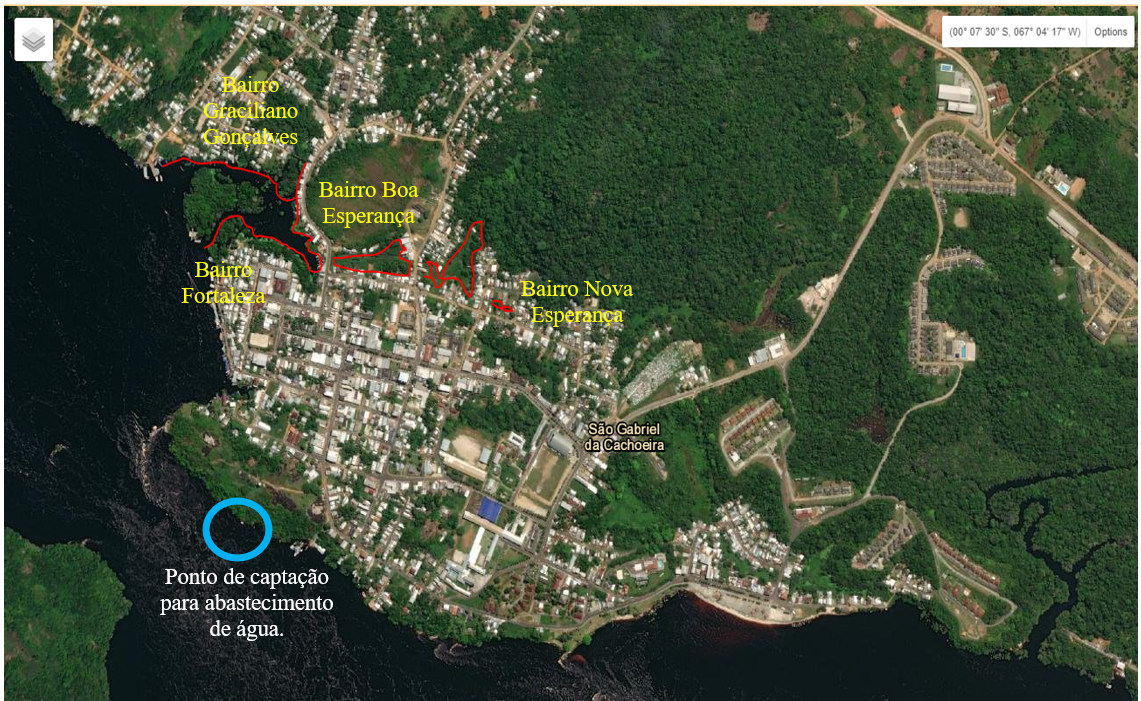 (00° 07' 30" S, 067° 04' 17" W) Options
Bairro
Graciliano
Gonçalves
Bairro Boa
Esperança
Bairro
Fortaleza
Bairro Nova
Esperança
São Gabriel
da Cachoeira
Ponto de captação
para abastecimento
de água.